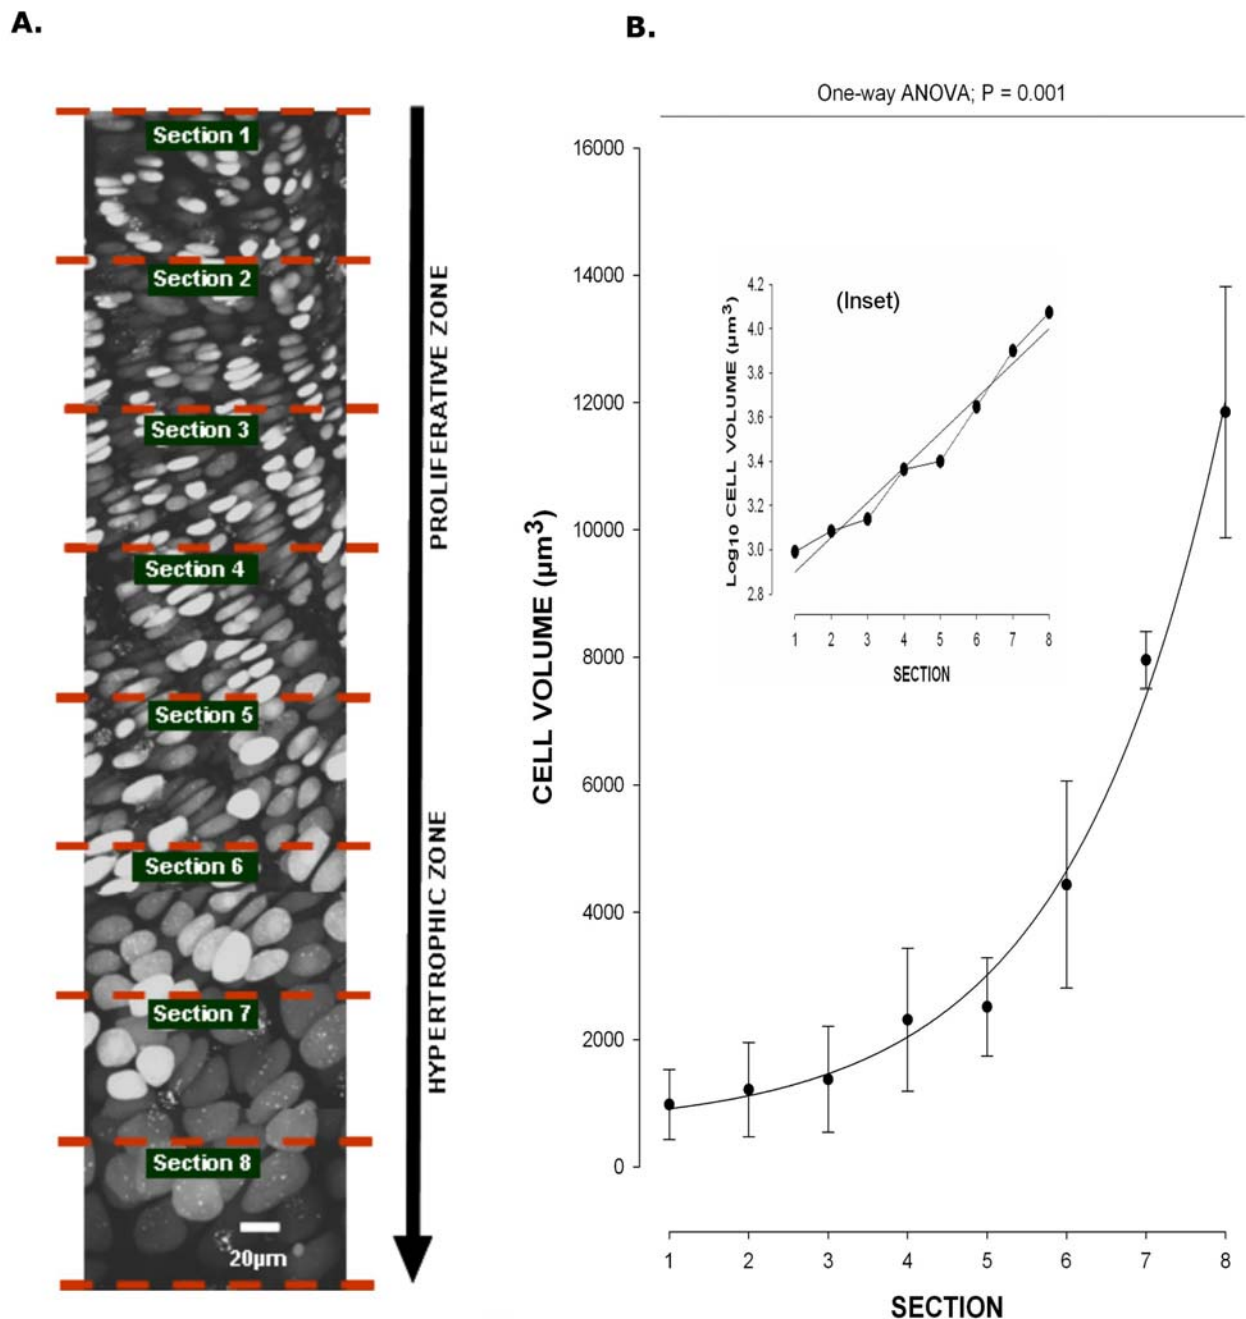 A.
Section 1
Section 2
Section 3
Section 4
Section 5
Section 6
Section 7
Section 8
20µm
PROLIFERATIVE ZONE
HYPERTROPHIC ZONE
B.
One-way ANOVA; P = 0.001
CELL VOLUME (µm³)
16000
14000
12000
10000
8000
6000
4000
2000
0
(Inset)
Log10 CELL VOLUME (µm³)
4.2
4.0
3.8
3.6
3.4
3.2
3.0
2.8
1 2 3 4 5 6 7 8
SECTION
1 2 3 4 5 6 7 8
SECTION